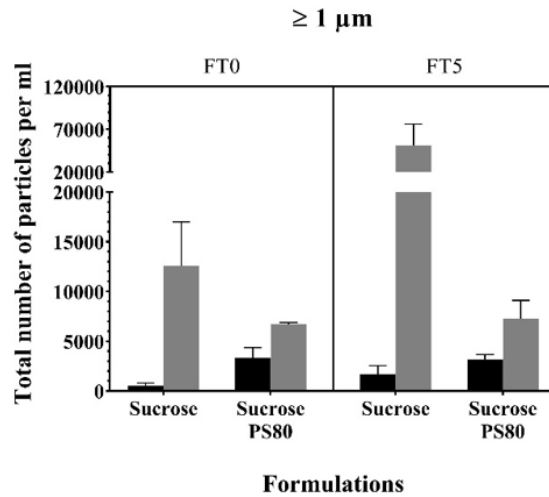 ≥ 1 µm
FT0 FT5
Total number of particles per ml
120000
70000
20000
20000
15000
10000
5000
0
Sucrose Sucrose Sucrose Sucrose
PS80 PS80
Formulations